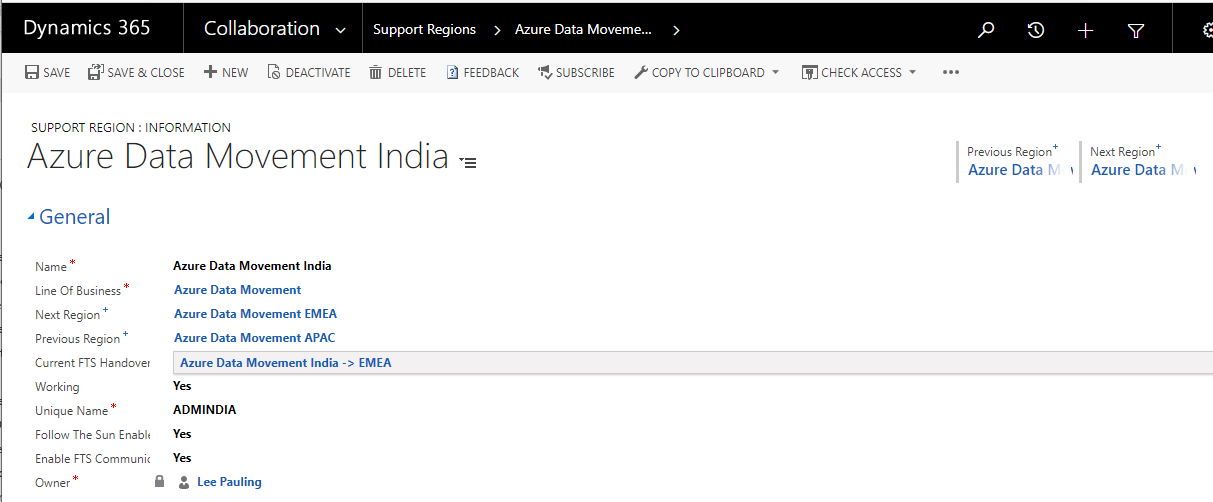 Dynamics 365 Collaboration Support Regions Azure Data Moveme...
SAVE SAVE & CLOSE NEW DEACTIVATE DELETE FEEDBACK SUBSCRIBE COPY TO CLIPBOARD CHECK ACCESS
SUPPORT REGION : INFORMATION
Azure Data Movement India
Previous Region+ Next Region+
Azure Data M Azure Data M
General
Name* Azure Data Movement India
Line Of Business* Azure Data Movement
Next Region+ Azure Data Movement EMEA
Previous Region+ Azure Data Movement APAC
Current FTS Handover Azure Data Movement India -> EMEA
Working Yes
Unique Name* ADMINDIA
Follow The Sun Enable Yes
Enable FTS Communic Yes
Owner* Lee Pauling